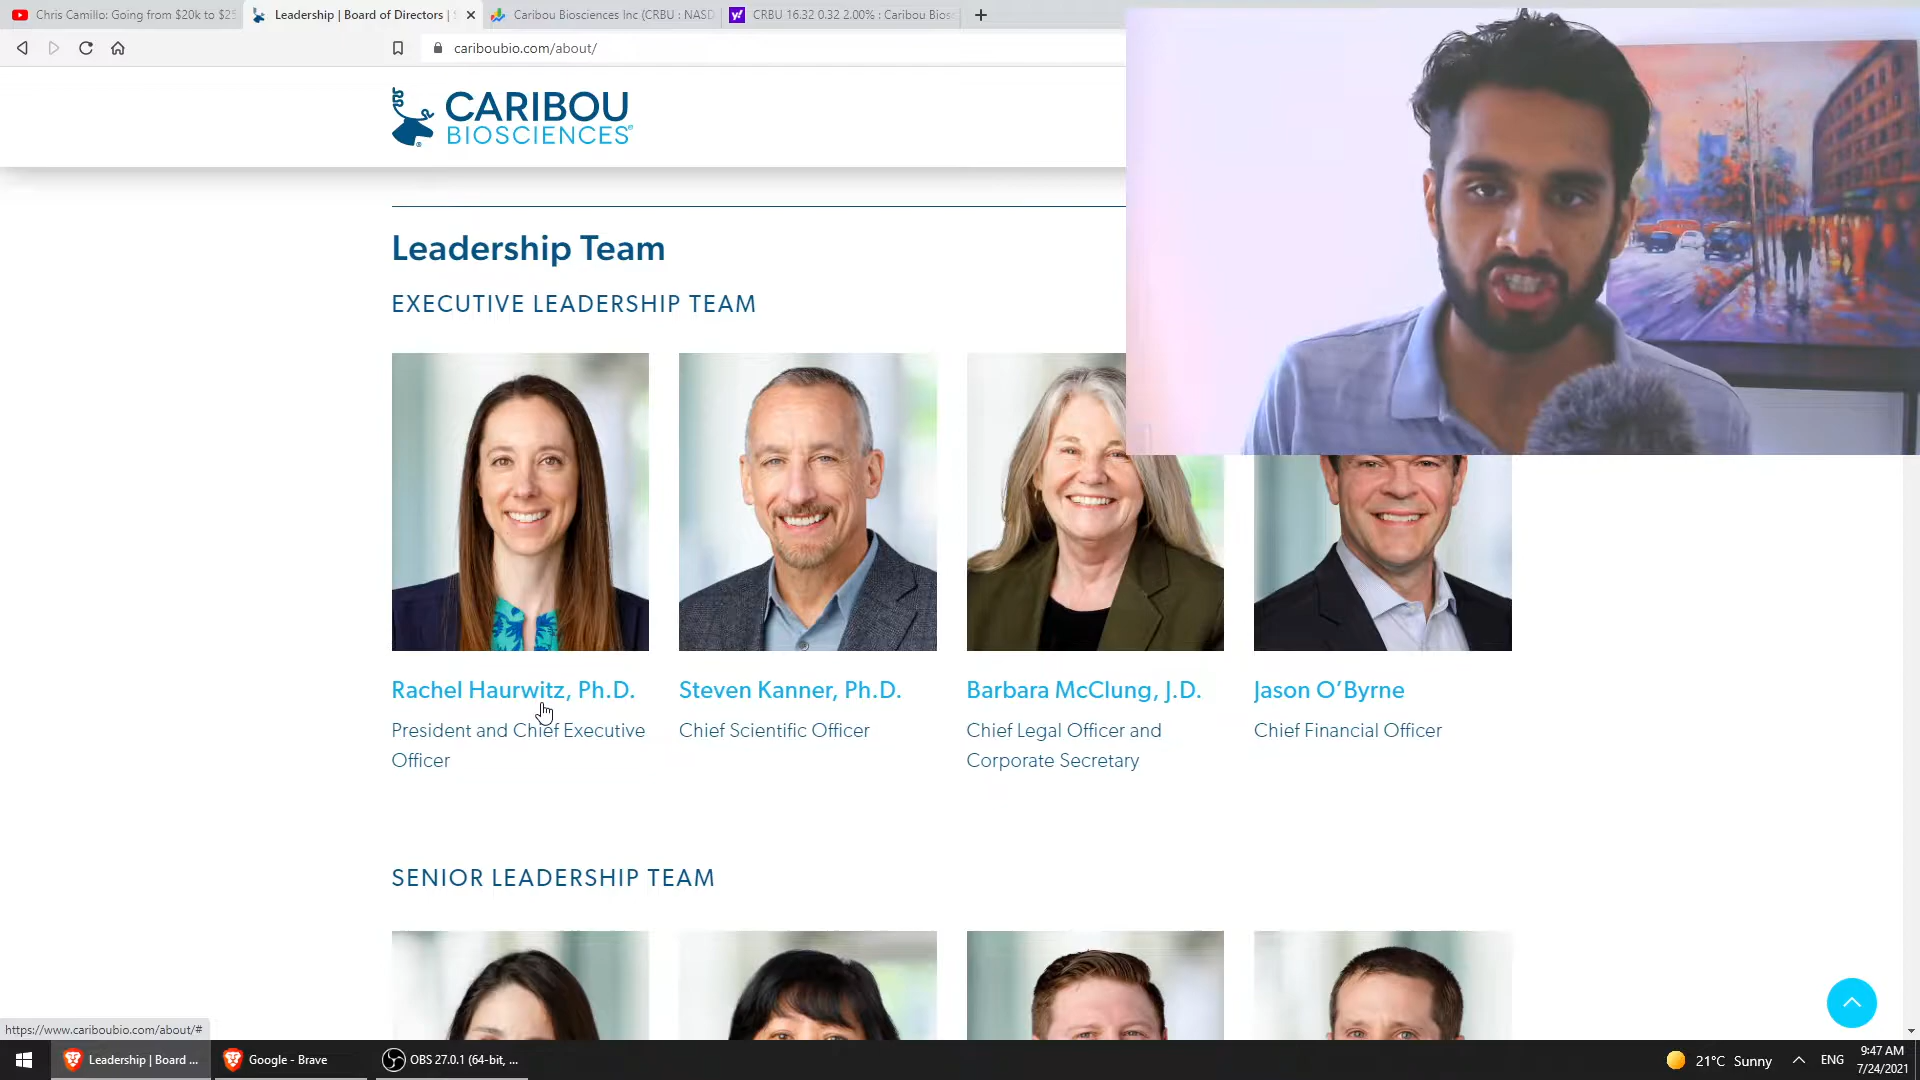 Chris Camillo: Going from $20k to $2
Leadership | Board of Directors |
Caribou Biosciences Inc (CRBU : NASD
CRBU 16.32 0.32 2.00% : Caribou Bios
cariboubio.com/about/
CARIBOU
BIOSCIENCES
Leadership Team
EXECUTIVE LEADERSHIP TEAM
Rachel Haurwitz, Ph.D.
President and Chief Executive
Officer
Steven Kanner, Ph.D.
Chief Scientific Officer
Barbara McClung, J.D.
Chief Legal Officer and
Corporate Secretary
Jason O’Byrne
Chief Financial Officer
SENIOR LEADERSHIP TEAM
https://www.cariboubio.com/about/#
Leadership | Board ...
Google - Brave
OBS 27.0.1 (64-bit, ...
21°C Sunny
ENG
9:47 AM
7/24/2021